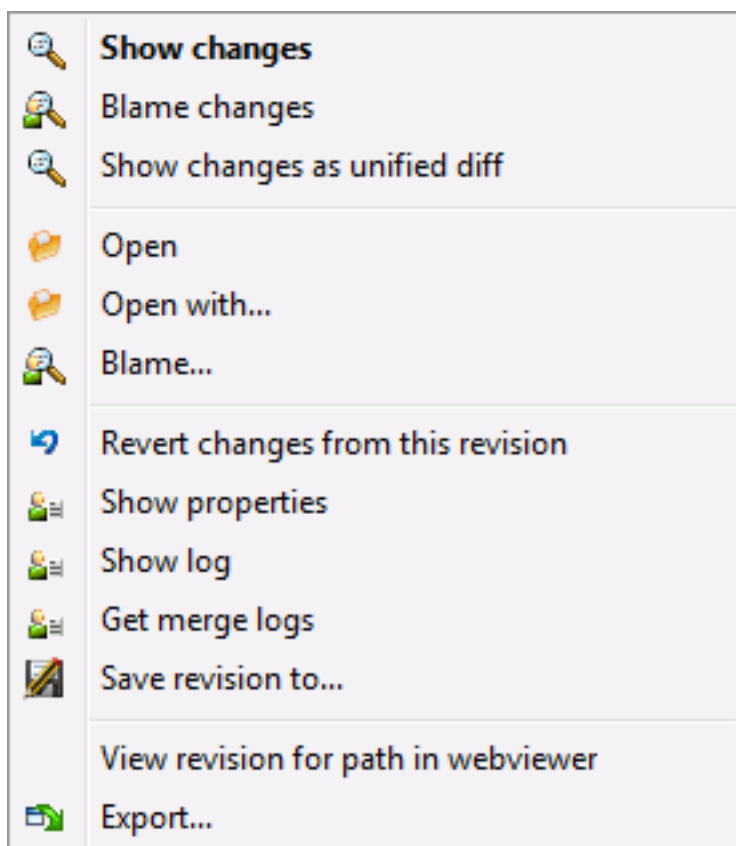 Show changes
Blame changes
Show changes as unified diff
Open
Open with...
Blame...
Revert changes from this revision
Show properties
Show log
Get merge logs
Save revision to...
View revision for path in webviewer
Export...